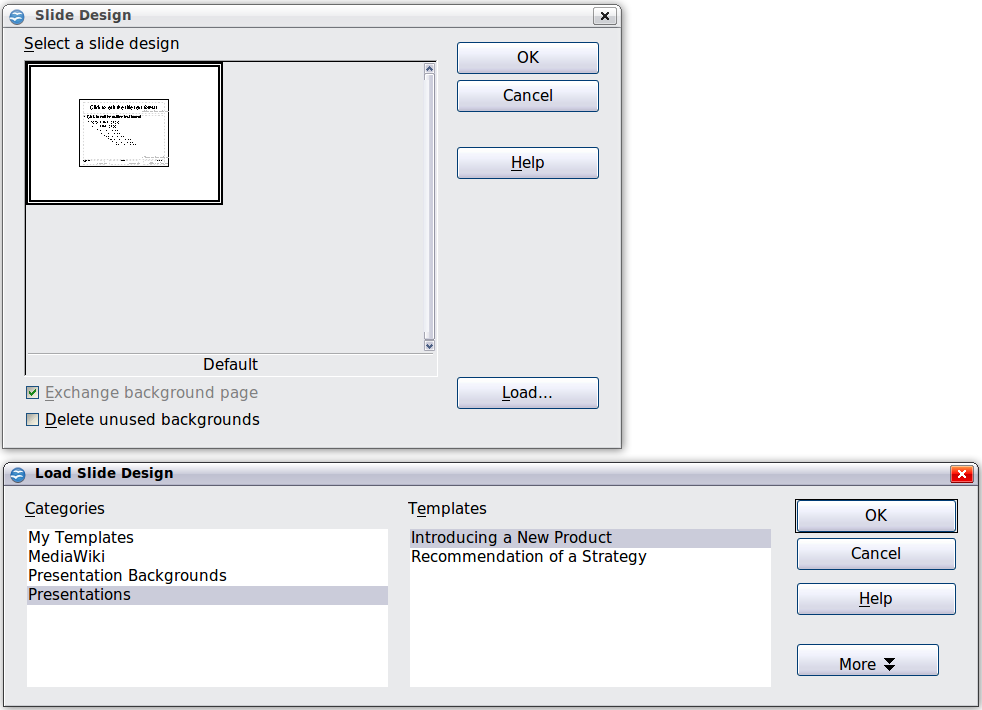 Slide Design
Select a slide design
OK
Cancel
Help
Default
Exchange background page
Load...
Delete unused backgrounds
Load Slide Design
Categories
My Templates
MediaWiki
Presentation Backgrounds
Presentations
Templates
Introducing a New Product
Recommendation of a Strategy
OK
Cancel
Help
More